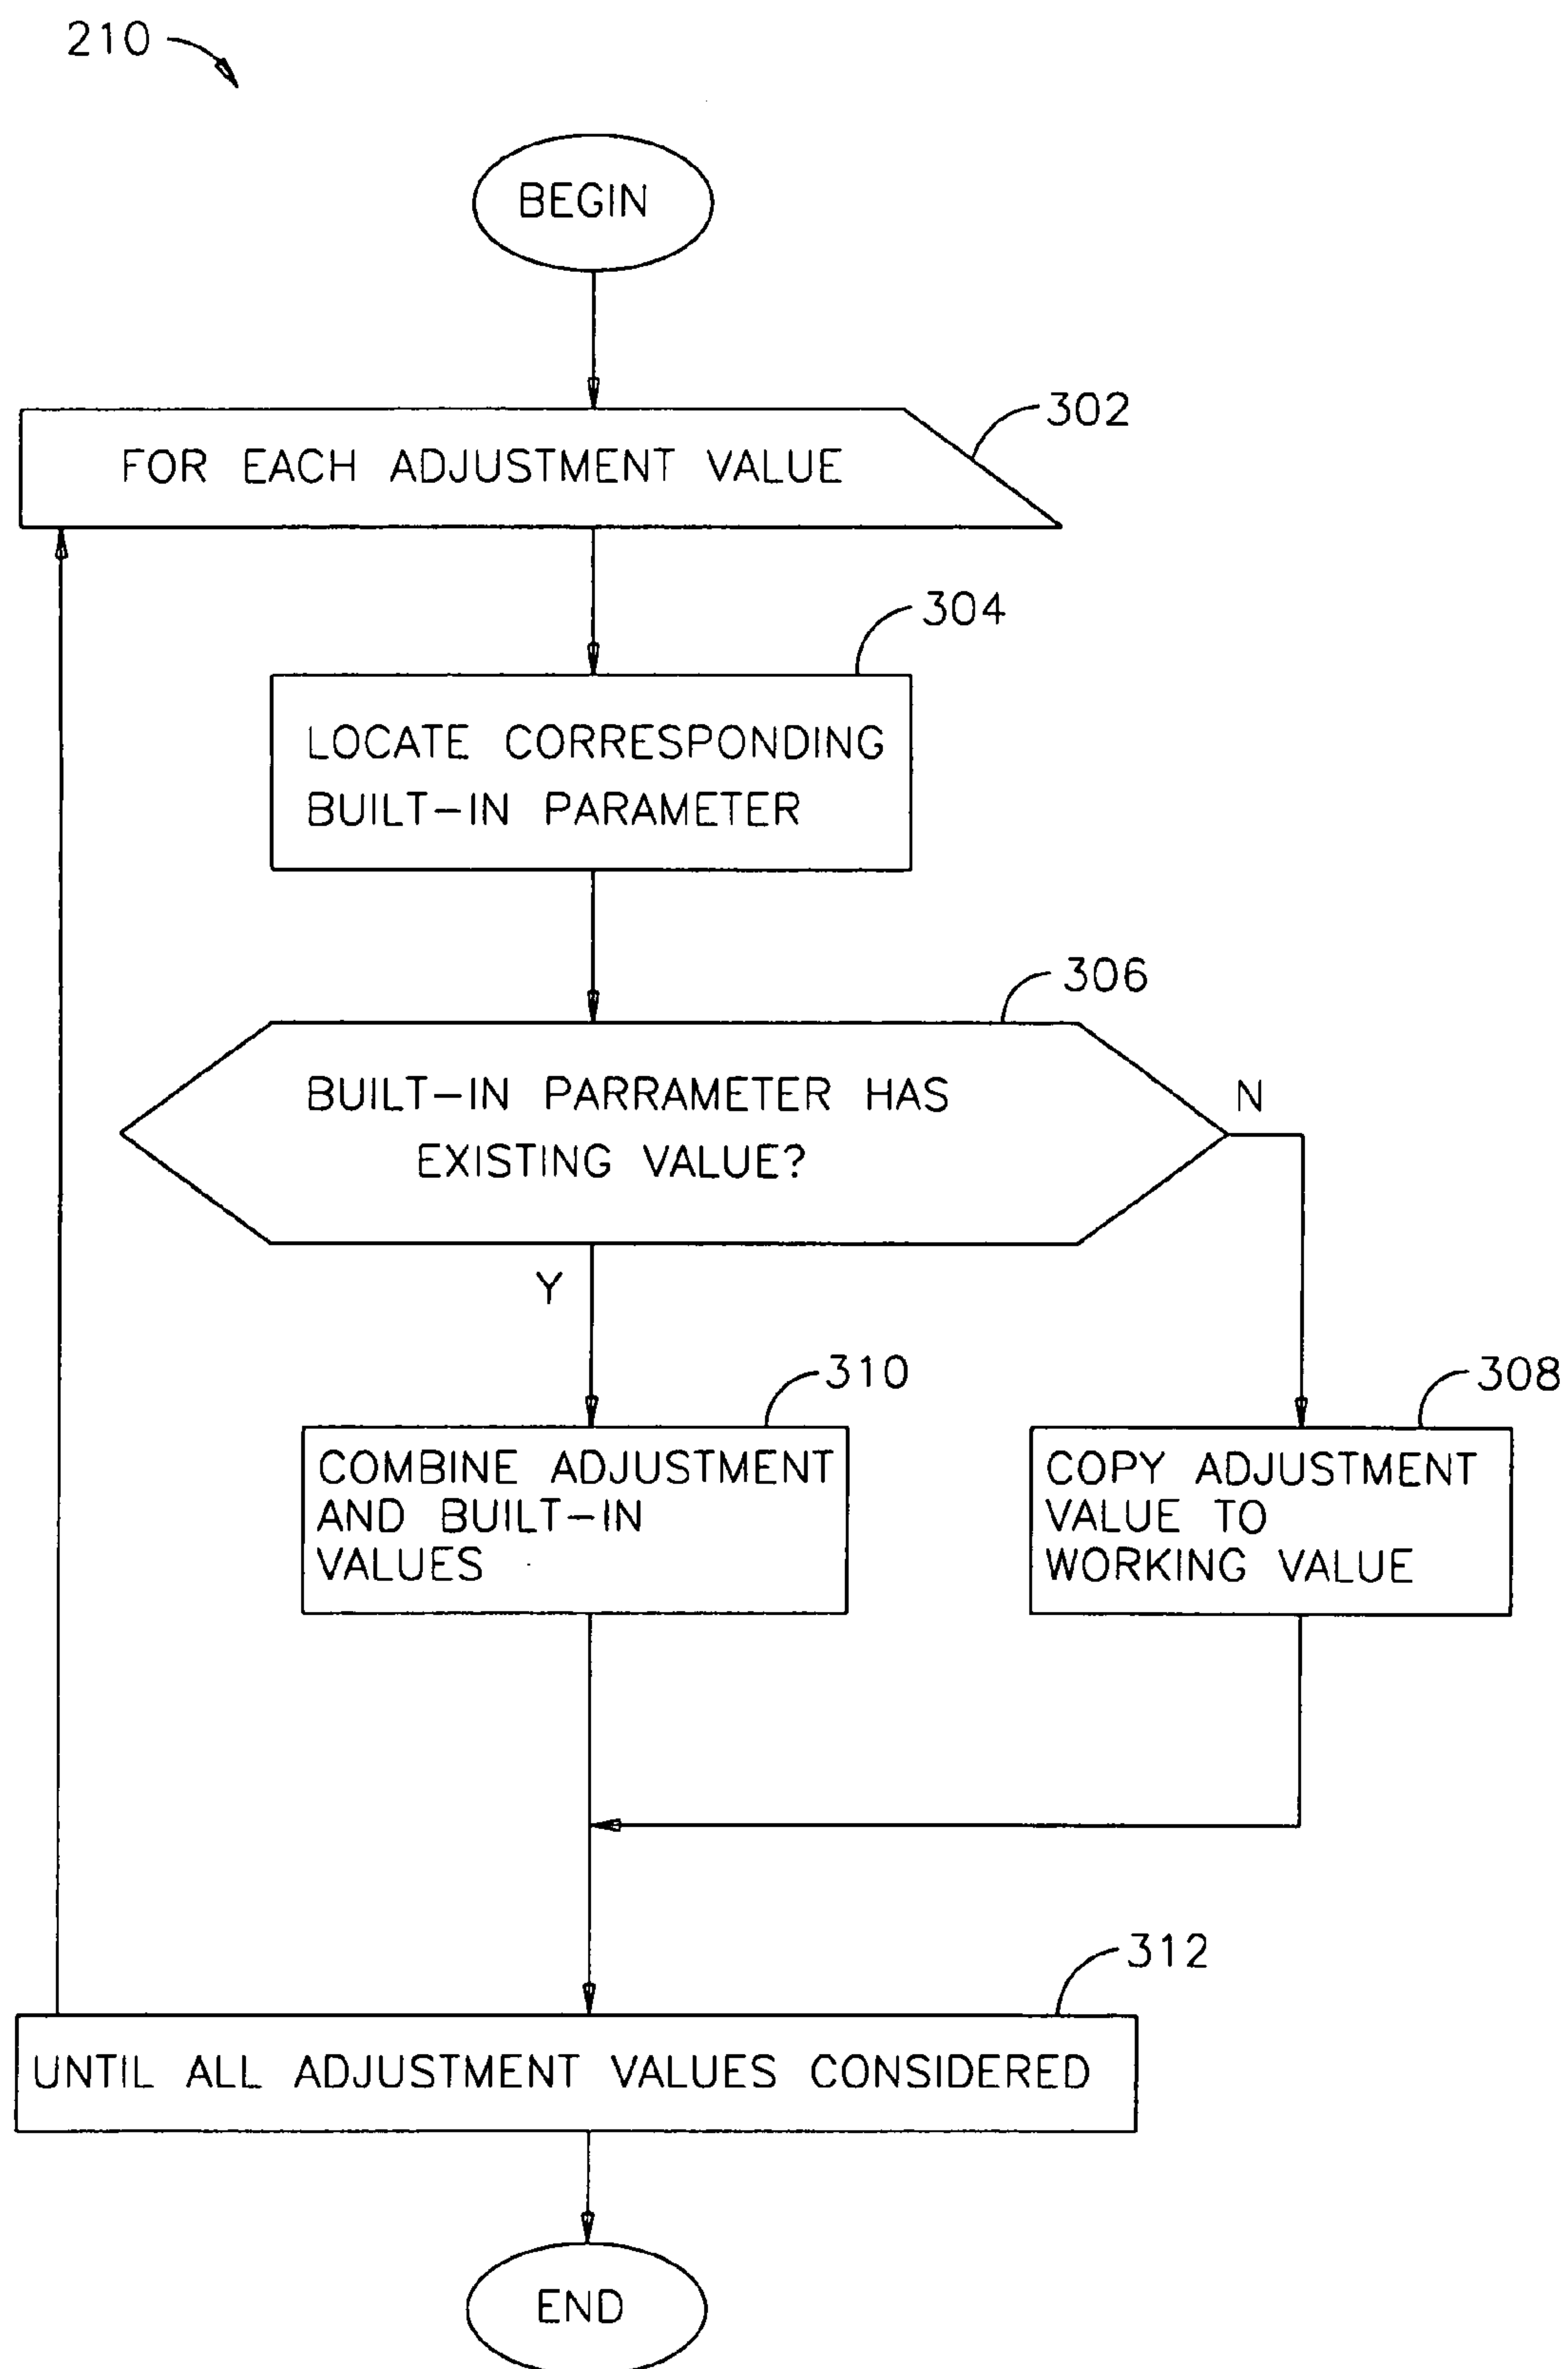 210
BEGIN
302
FOR EACH ADJUSTMENT VALUE
304
LOCATE CORRESPONDING
BUILT-IN PARAMETER
306
BUILT-IN PARRAMETER HAS
EXISTING VALUE?
N
Y
310
COMBINE ADJUSTMENT
AND BUILT-IN
VALUES
308
COPY ADJUSTMENT
VALUE TO
WORKING VALUE
312
UNTIL ALL ADJUSTMENT VALUES CONSIDERED
END